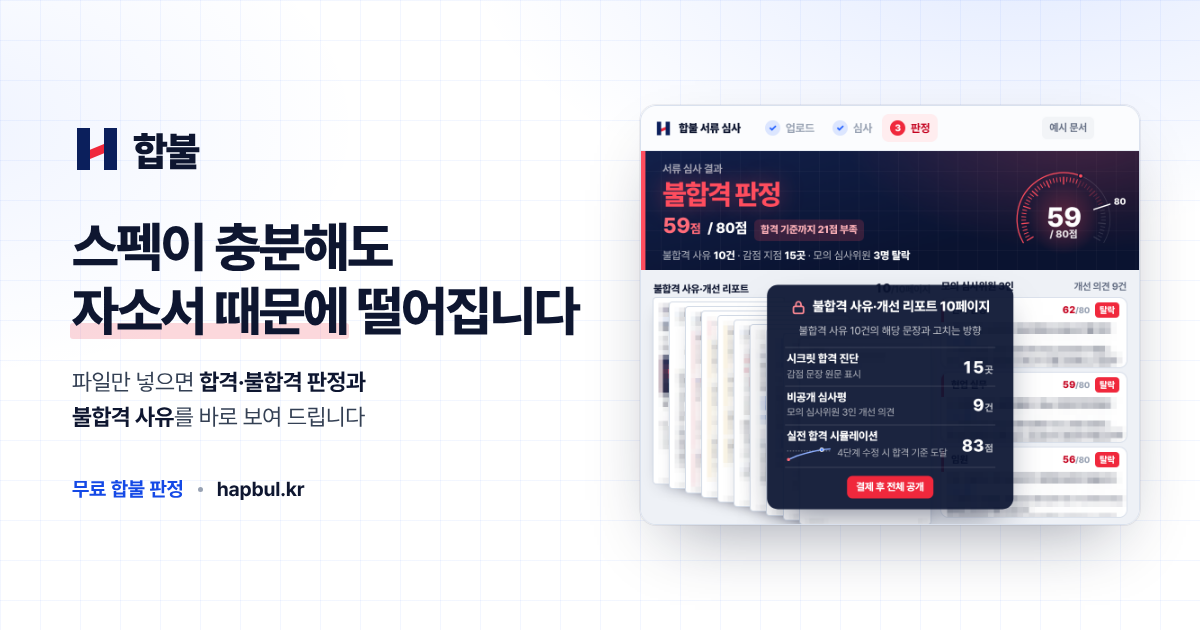 합불
스펙이 충분해도
자소서 때문에 떨어집니다
파일만 넣으면 합격·불합격 판정과
불합격 사유를 바로 보여 드립니다
무료 합불 판정 • hapbul.kr
합불 서류 심사 업로드 심사 3 판정 예시 문서
서류 심사 결과
불합격 판정
59점 / 80점 합격 기준까지 21점 부족
불합격 사유 10건 · 감점 지점 15곳 · 모의 심사위원 3명 탈락
59
/ 80점
80
불합격 사유·개선 리포트
모의 심사위원 3인 개선 의견 9건
불합격 사유·개선 리포트 10페이지
불합격 사유 10건의 해당 문장과 고치는 방향
시크릿 합격 진단
감점 문장 원문 표시
15곳
비공개 심사평
모의 심사위원 3인 개선 의견
9건
실전 합격 시뮬레이션
4단계 수정 시 합격 기준 도달
83점
결제 후 전체 공개
62/80 탈락
59/80 탈락
56/80 탈락